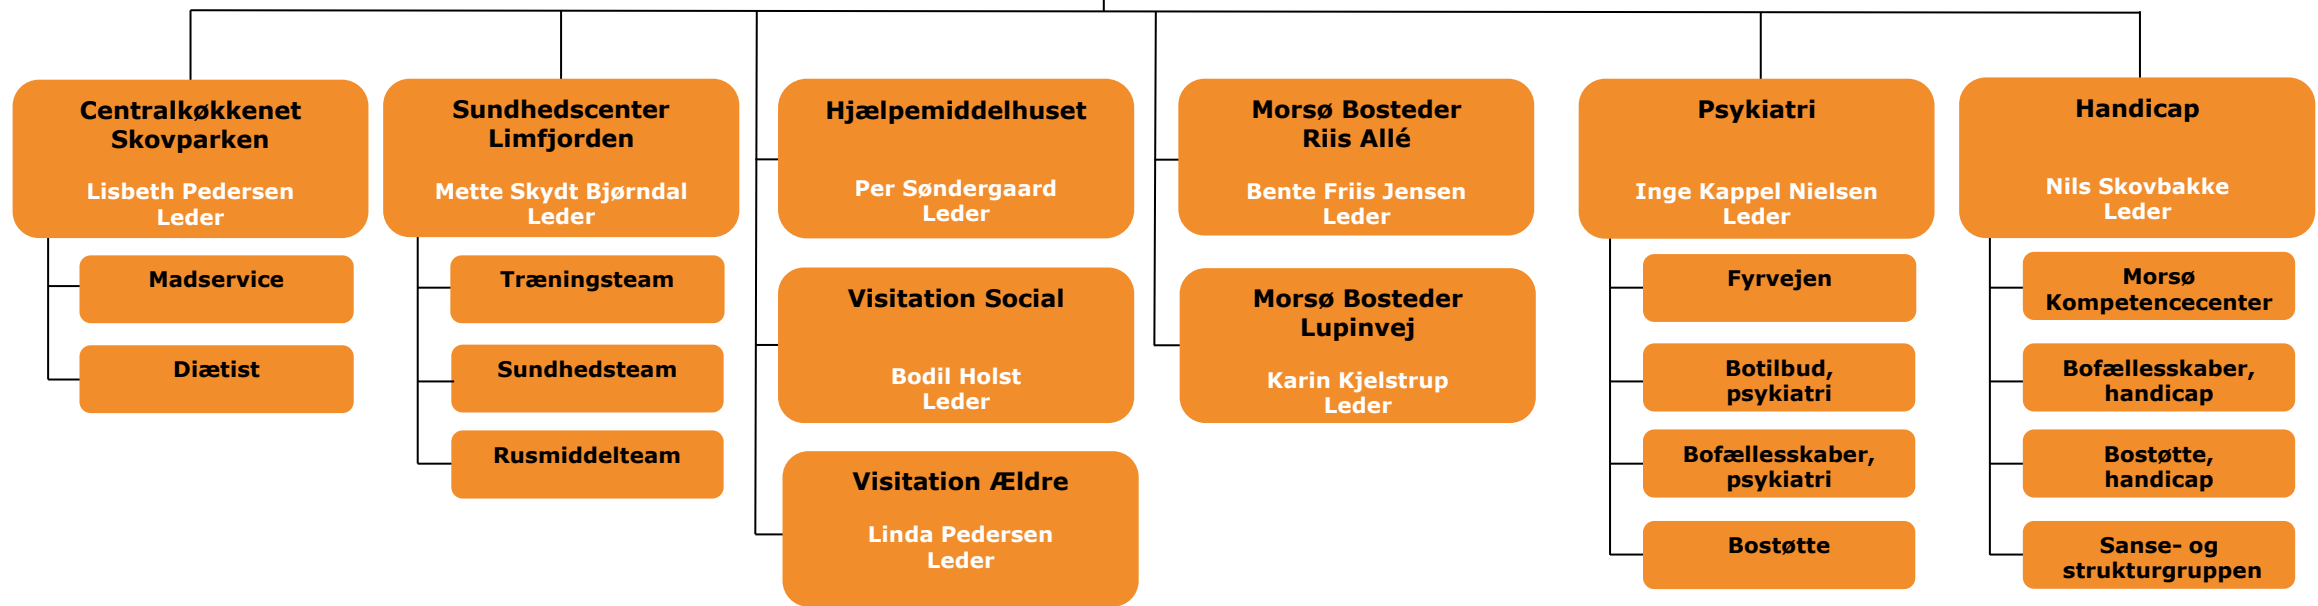 Centralkøkkenet
Skovparken
Lisbeth Pedersen
Leder
Madservice
Diætist
Sundhedscenter
Limfjorden
Mette Skydt Bjørndal
Leder
Træningsteam
Sundhedsteam
Rusmiddelteam
Hjælpemiddelhuset
Per Søndergaard
Leder
Visitation Social
Bodil Holst
Leder
Visitation Ældre
Linda Pedersen
Leder
Morsø Bosteder
Riis Allé
Bente Friis Jensen
Leder
Morsø Bosteder
Lupinvej
Karin Kjelstrup
Leder
Psykiatri
Inge Kappel Nielsen
Leder
Fyrvejen
Botilbud,
psykiatri
Bofællesskaber,
psykiatri
Bostøtte
Handicap
Nils Skovbakke
Leder
Morsø
Kompetencecenter
Bofællesskaber,
handicap
Bostøtte,
handicap
Sanse- og
strukturgruppen